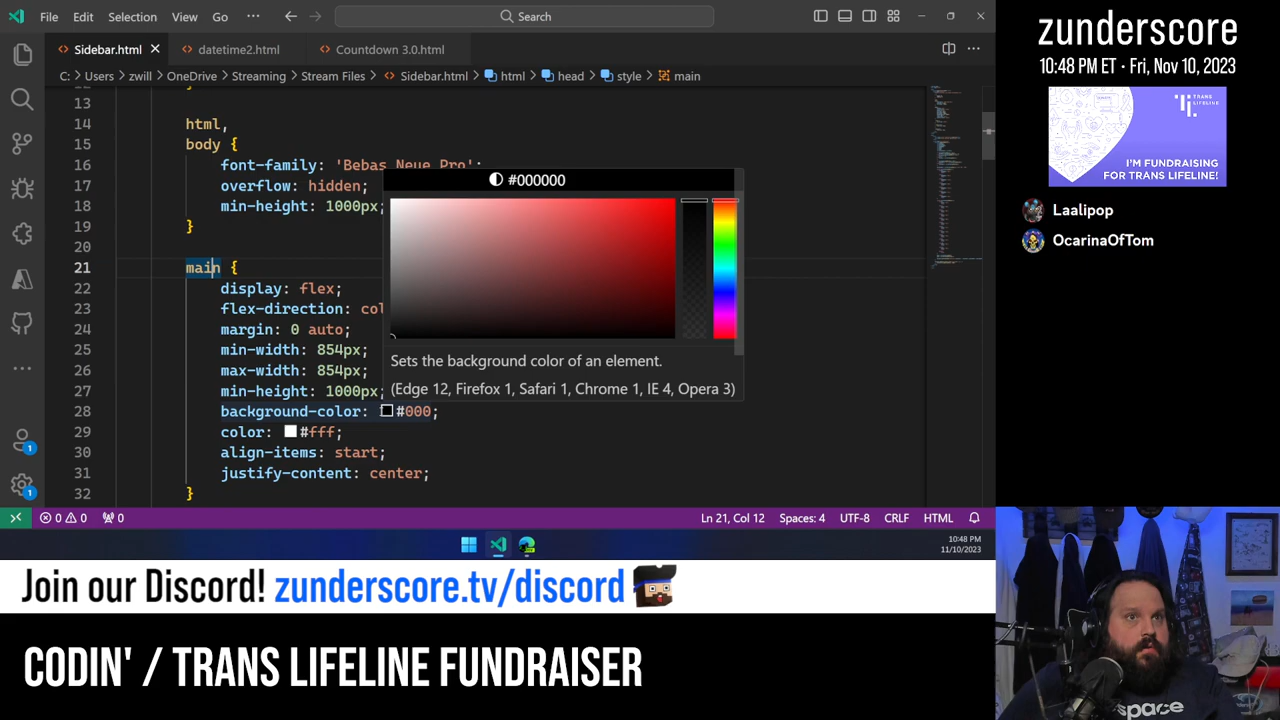 File Edit Selection View Go ··· Search
Sidebar.html datetime2.html Countdown 3.0.html
C: > Users > zwill > OneDrive > Streaming > Stream Files > Sidebar.html > html > head > style > main
13
14 html,
15 body {
16 font-family: 'Bebas Neue Pro';
17 overflow: hidden;
18 min-height: 1000px;
19 }
20
21 main {
22 display: flex;
23 flex-direction: col
24 margin: 0 auto;
25 min-width: 854px;
26 max-width: 854px;
27 min-height: 1000px;
28 background-color: #000;
29 color: #fff;
30 align-items: start;
31 justify-content: center;
32 }
#000000
Sets the background color of an element.
(Edge 12, Firefox 1, Safari 1, Chrome 1, IE 4, Opera 3)
1
1
0 0 0
Ln 21, Col 12 Spaces: 4 UTF-8 CRLF HTML
10:48 PM
11/10/2023
Join our Discord! zunderscore.tv/discord
CODIN' / TRANS LIFELINE FUNDRAISER
zunderscore
10:48 PM ET • Fri, Nov 10, 2023
TRANS
LIFELINE
I'M FUNDRAISING
FOR TRANS LIFELINE!
Laalipop
OcarinaOfTom
space